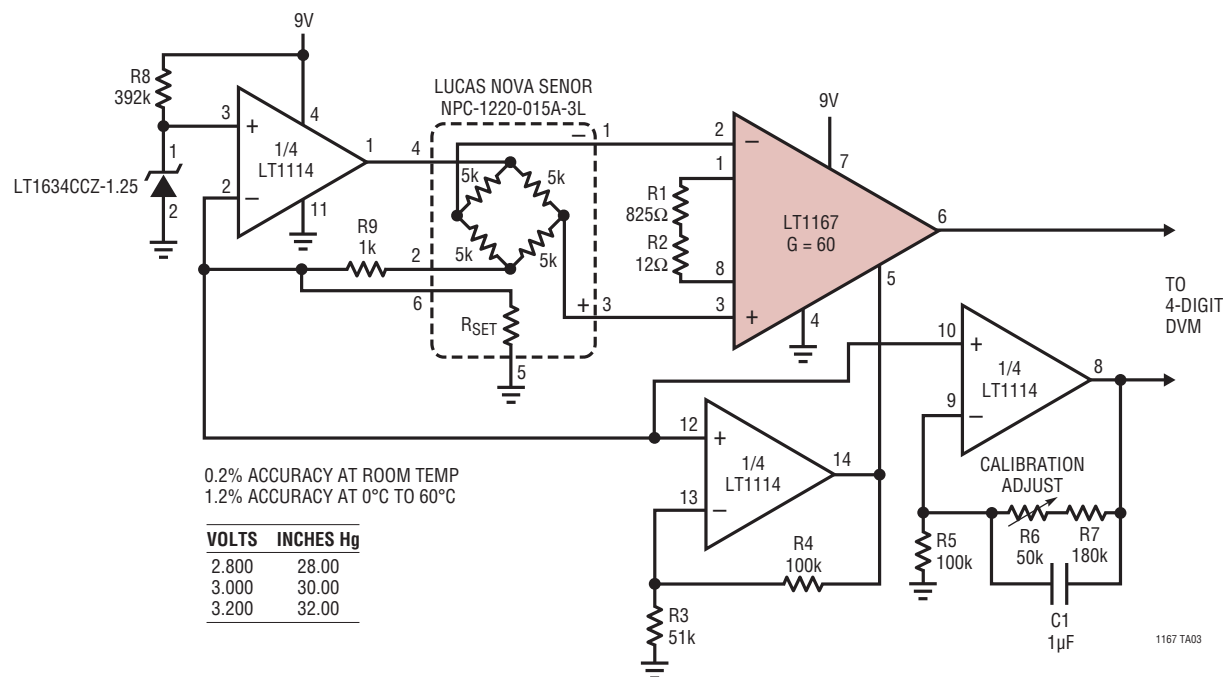 9V
R8
392k
3
+
4
1/4
LT1114
1
1
LT1634CCZ-1.25
2
2
–
11
R9
1k
LUCAS NOVA SENOR
NPC-1220-015A-3L
–
1
4
5k
5k
5k
5k
2
6
RSET
5
+
3
9V
2
–
1
7
R1
825Ω
LT1167
G = 60
6
R2
12Ω
8
5
3
+
4
TO
4-DIGIT
DVM
10
+
1/4
LT1114
8
9
–
12
+
1/4
LT1114
14
13
–
CALIBRATION
ADJUST
R4
100k
R5
100k
R6
50k
R7
180k
C1
1µF
R3
51k
0.2% ACCURACY AT ROOM TEMP
1.2% ACCURACY AT 0°C TO 60°C
VOLTS INCHES Hg
2.800 28.00
3.000 30.00
3.200 32.00
1167 TA03